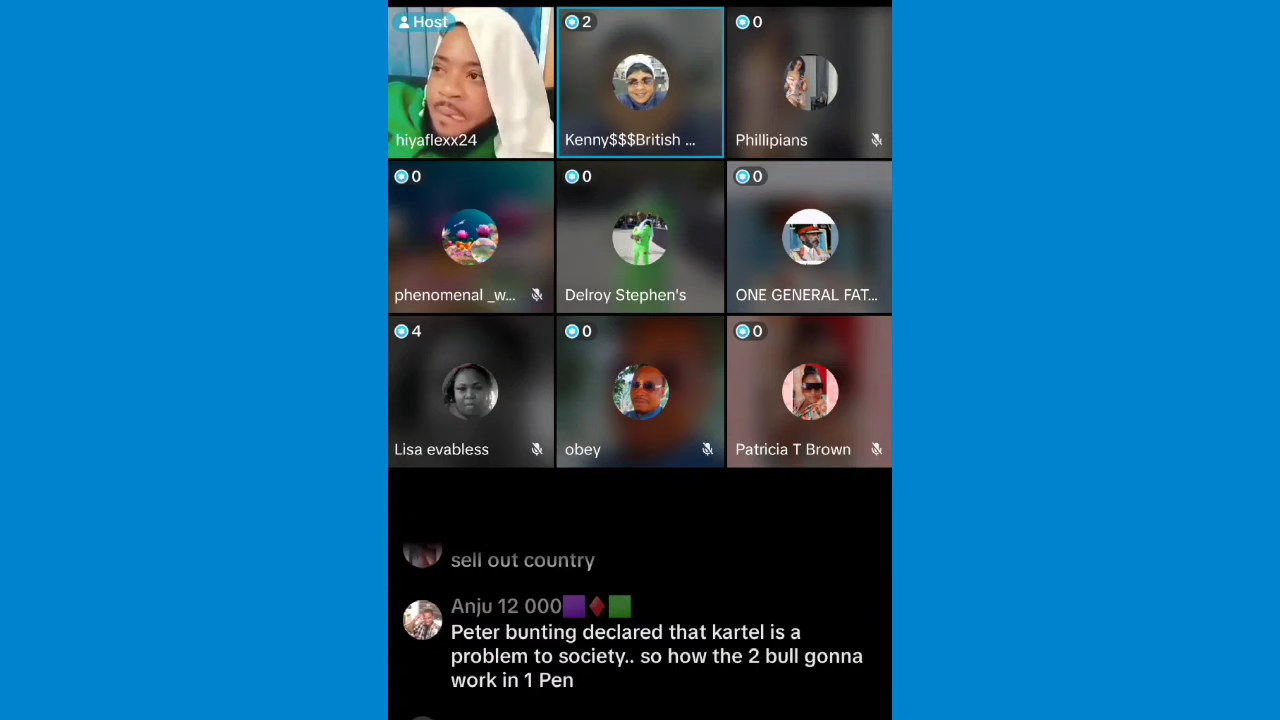 Host
hiyaflexx24
2
Kenny$$$British ...
0
Phillipians
0
phenomenal _w...
0
Delroy Stephen's
0
ONE GENERAL FAT...
4
Lisa evabless
0
obey
0
Patricia T Brown
sell out country
Anju 12 000
Peter bunting declared that kartel is a
problem to society.. so how the 2 bull gonna
work in 1 Pen